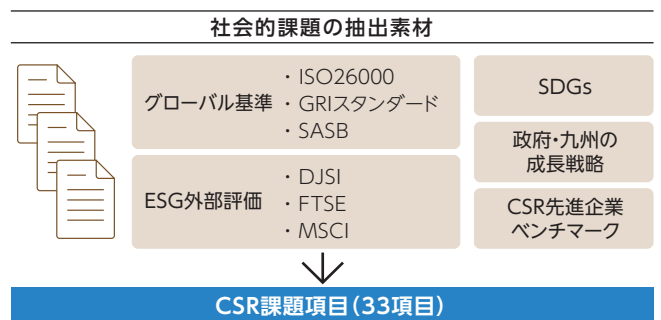 社会的課題の抽出素材
グローバル基準
・ISO26000
・GRIスタンダード
・SASB
ESG外部評価
・DJSI
・FTSE
・MSCI
SDGs
政府・九州の
成長戦略
CSR先進企業
ベンチマーク
CSR課題項目（33項目）